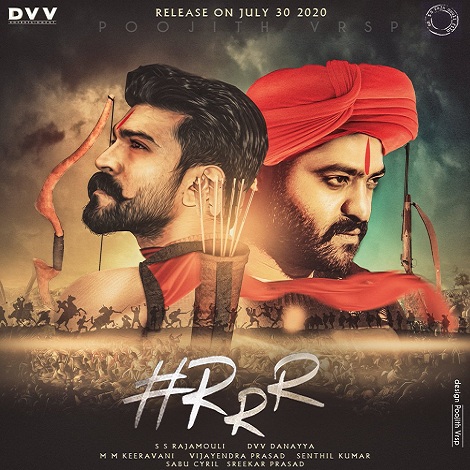 DVV
ENTERTAINMENT
RELEASE ON JULY 30 2020
POOJITH VRSP
#RRR
S S RAJAMOULI DVV DANAYYA
M M KEERAVANI VIJAYENDRA PRASAD SENTHIL KUMAR
SABU CYRIL SREEKAR PRASAD
design Poojith Vrsp